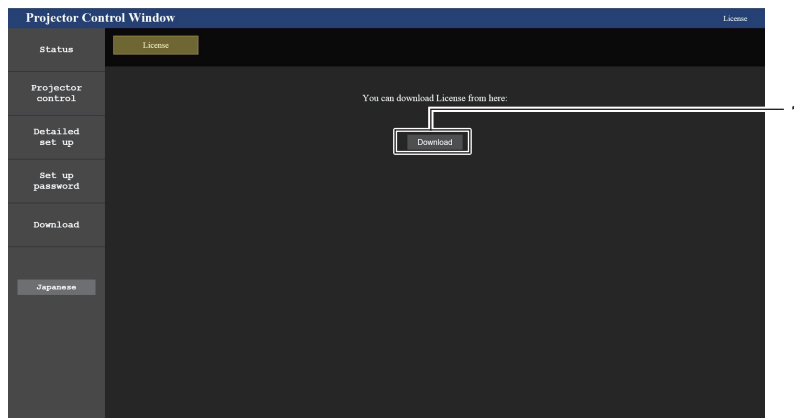 Projector Control Window
License
Status
License
Projector
control
You can download License from here:
Detailed
set up
Download
Set up
password
Download
Japanese